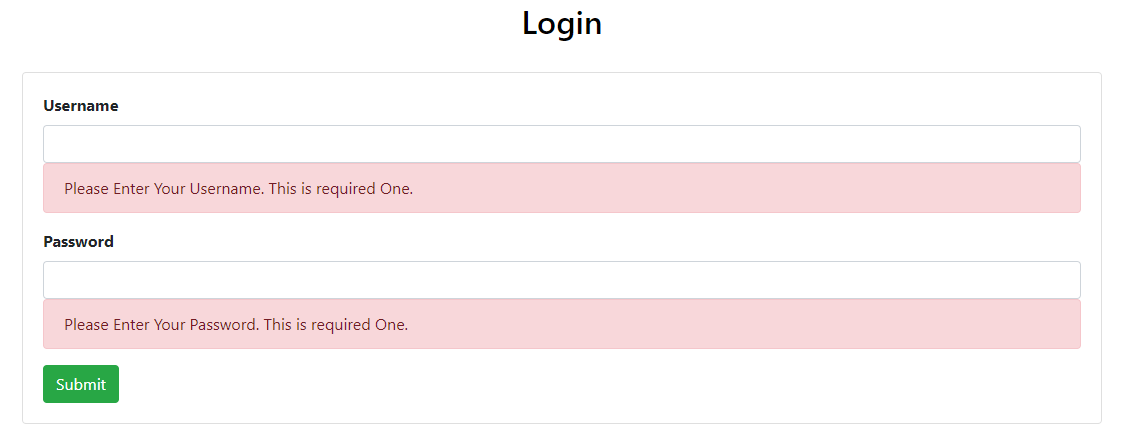 Login
Username
Please Enter Your Username. This is required One.
Password
Please Enter Your Password. This is required One.
Submit